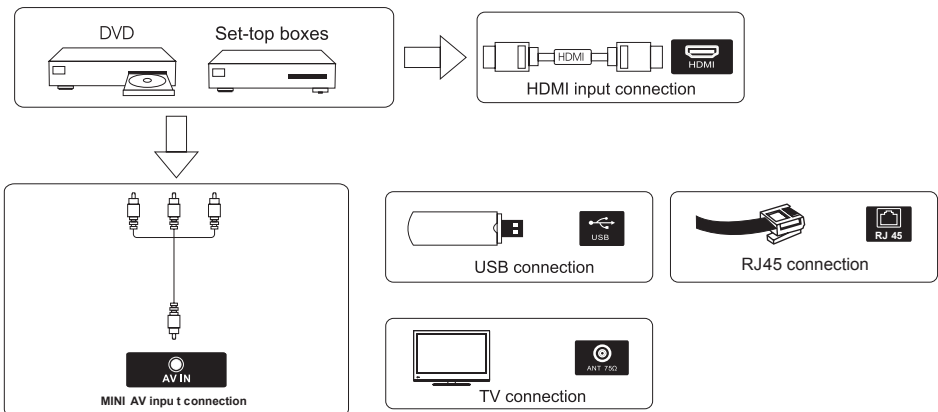 DVD
Set-top boxes
HDMI
HDMI
HDMI input connection
AV IN
MINI AV inpu t connection
USB
USB connection
RJ 45
RJ45 connection
ANT 75Ω
TV connection